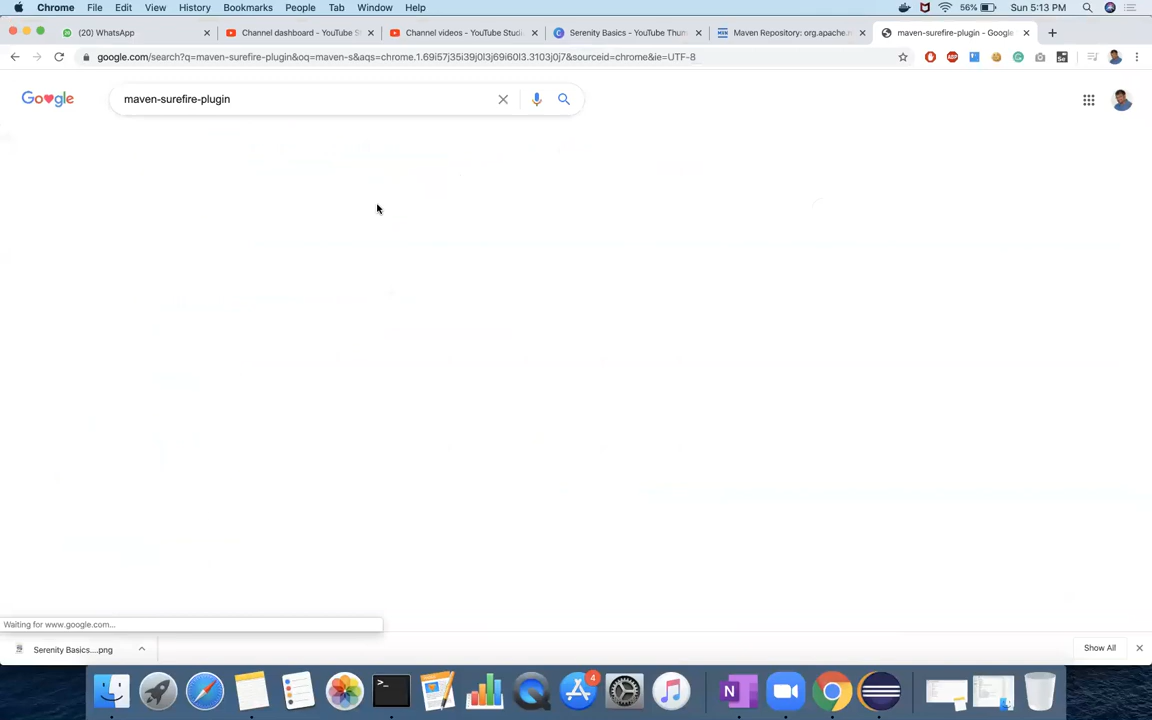 Chrome File Edit View History Bookmarks People Tab Window Help 56% Sun 5:13 PM
(20) WhatsApp Channel dashboard - YouTube S Channel videos - YouTube Studi Serenity Basics - YouTube Thun Maven Repository: org.apache.m maven-surefire-plugin - Google
google.com/search?q=maven-surefire-plugin&oq=maven-s&aqs=chrome.1.69i57j35i39j0l3j69i60l3.3103j0j7&sourceid=chrome&ie=UTF-8
maven-surefire-plugin
Waiting for www.google.com...
Serenity Basics....png Show All
4